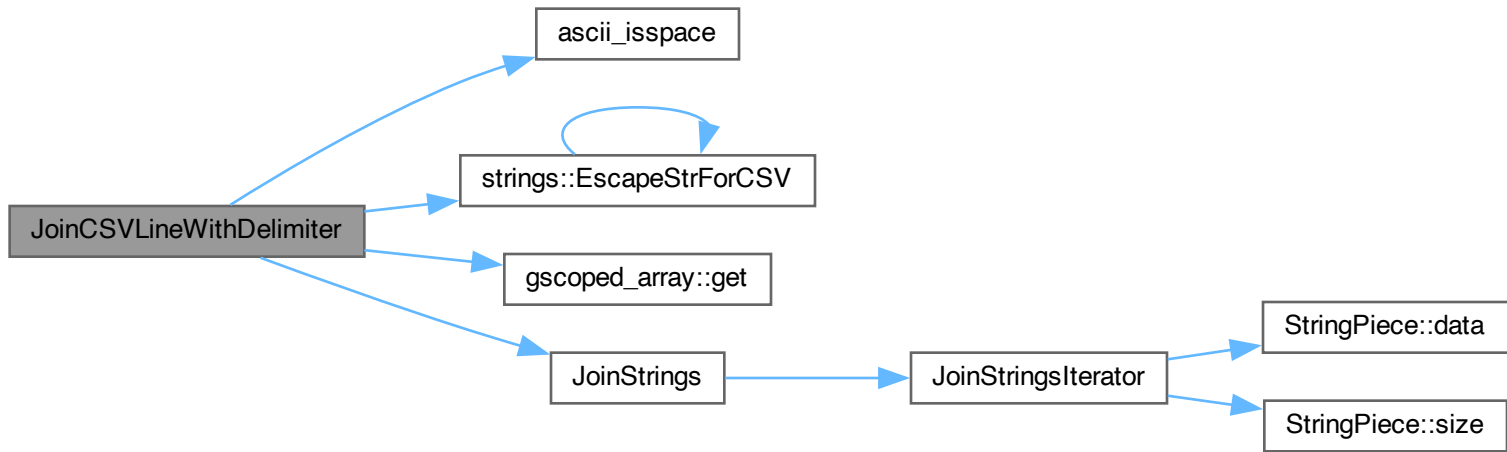 ascii_isspace
strings::EscapeStrForCSV
JoinCSVLineWithDelimiter
gscoped_array::get
StringPiece::data
JoinStrings
JoinStringsIterator
StringPiece::size